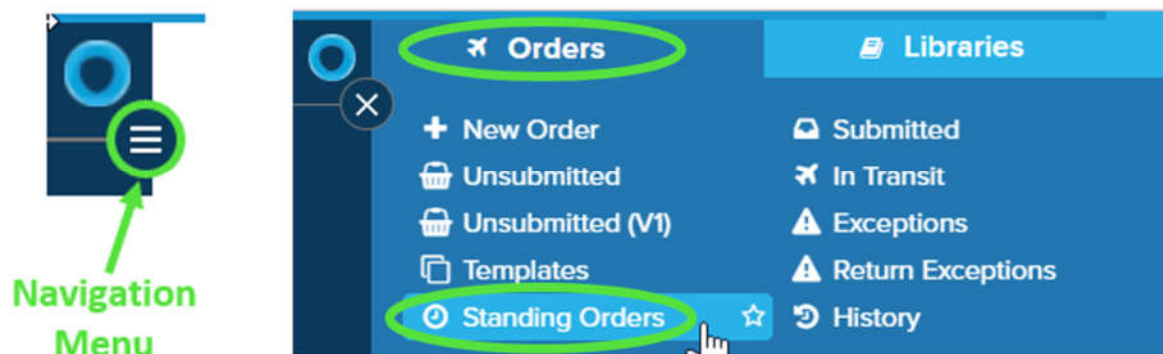 Navigation
Menu
Orders
Libraries
New Order
Submitted
Unsubmitted
In Transit
Unsubmitted (V1)
Exceptions
Templates
Return Exceptions
Standing Orders
History